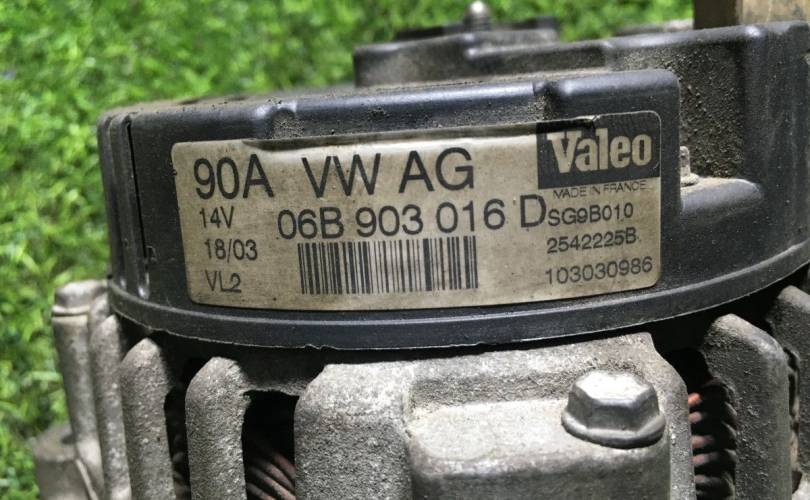 90A VW AG
Valeo
MADE IN FRANCE
14V
06B 903 016 D
SG9B010
18/03
2542225B
VL2
103030986